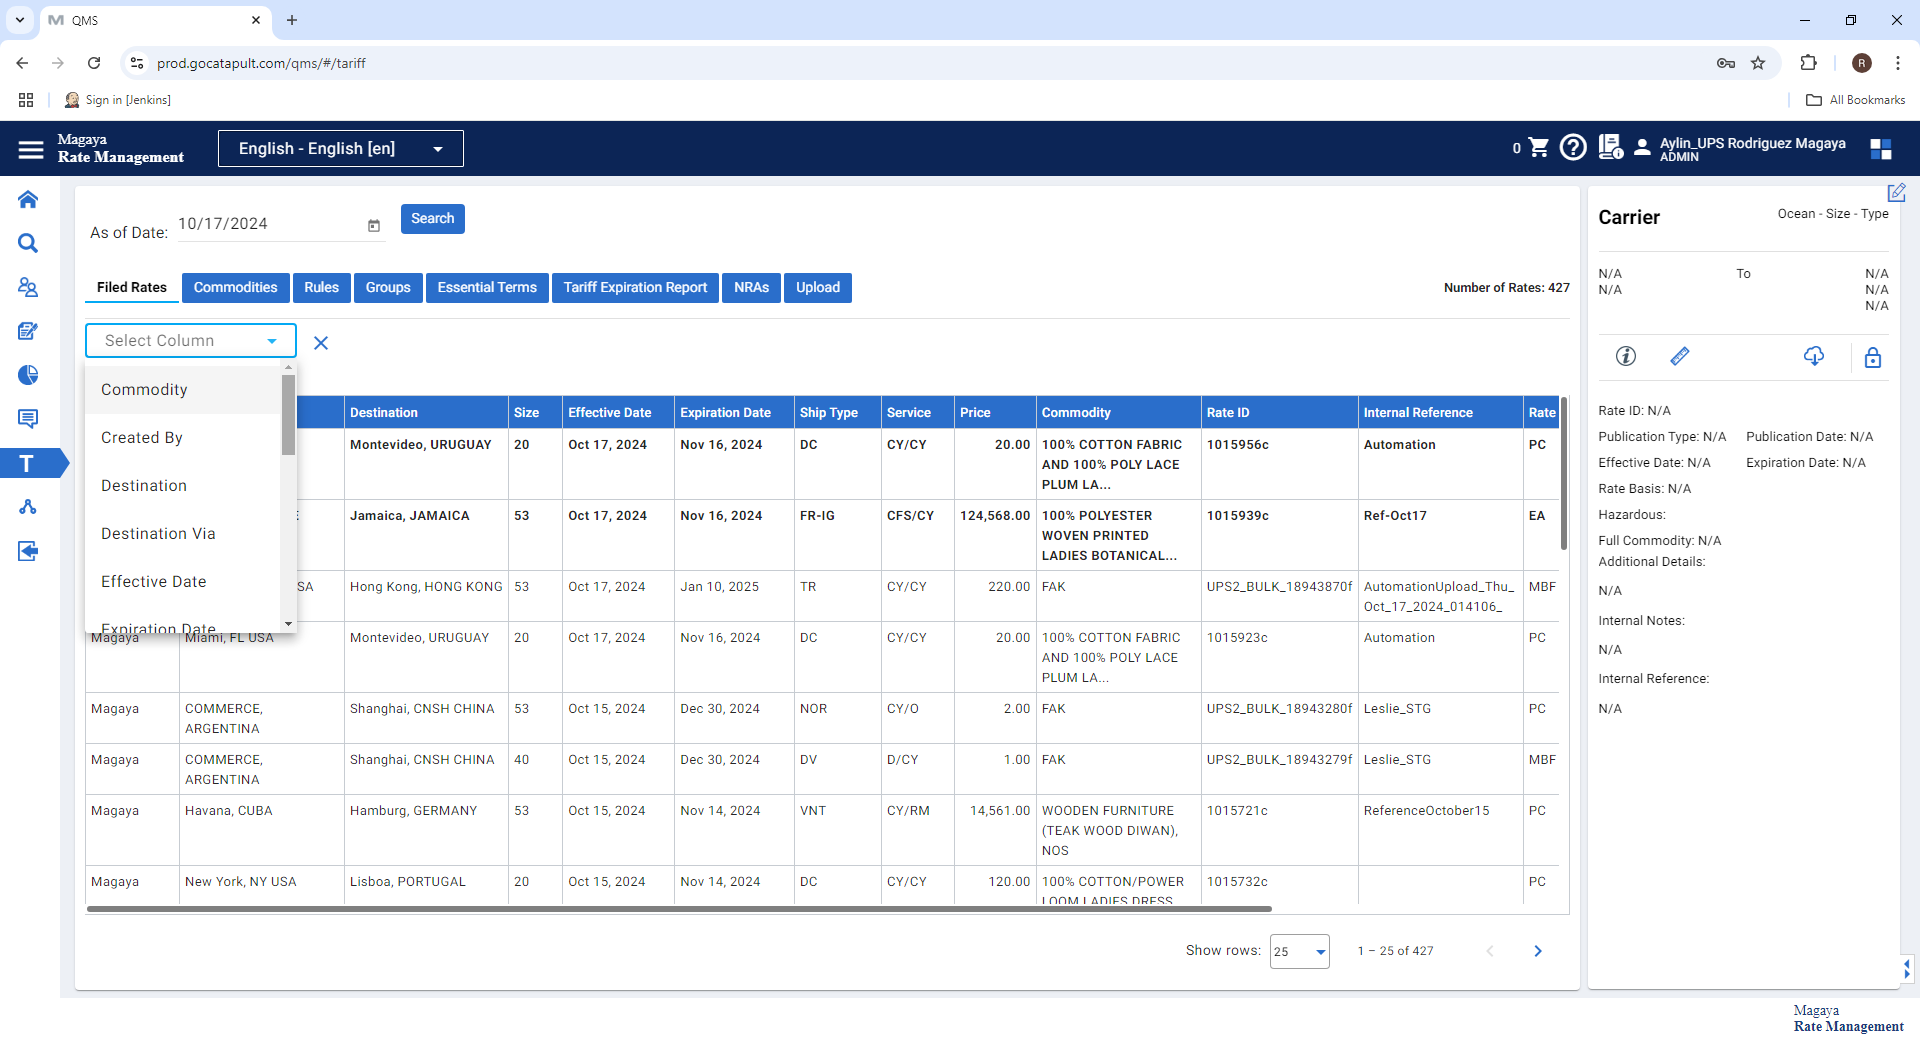 QMS
prod.gocatapult.com/qms/#/tariff
R
Sign in [Jenkins]
All Bookmarks
Magaya
Rate Management
English - English [en]
0
Aylin_UPS Rodriguez Magaya
ADMIN
As of Date:
10/17/2024
Search
Filed Rates
Commodities
Rules
Groups
Essential Terms
Tariff Expiration Report
NRAs
Upload
Number of Rates: 427
Select Column
Commodity
Created By
Destination
Destination Via
Effective Date
Expiration Date
Destination Size Effective Date Expiration Date Ship Type Service Price Commodity Rate ID Internal Reference Rate
Montevideo, URUGUAY 20 Oct 17, 2024 Nov 16, 2024 DC CY/CY 20.00 100% COTTON FABRIC 1015956c Automation PC
AND 100% POLY LACE
PLUM LA...
Jamaica, JAMAICA 53 Oct 17, 2024 Nov 16, 2024 FR-IG CFS/CY 124,568.00 100% POLYESTER 1015939c Ref-Oct17 EA
WOVEN PRINTED
LADIES BOTANICAL...
SA Hong Kong, HONG KONG 53 Oct 17, 2024 Jan 10, 2025 TR CY/CY 220.00 FAK UPS2_BULK_18943870f AutomationUpload_Thu_ MBF
Oct_17_2024_014106_
Magaya Miami, FL USA Montevideo, URUGUAY 20 Oct 17, 2024 Nov 16, 2024 DC CY/CY 20.00 100% COTTON FABRIC 1015923c Automation PC
AND 100% POLY LACE
PLUM LA...
Magaya COMMERCE, Shanghai, CNSH CHINA 53 Oct 15, 2024 Dec 30, 2024 NOR CY/O 2.00 FAK UPS2_BULK_18943280f Leslie_STG PC
ARGENTINA
Magaya COMMERCE, Shanghai, CNSH CHINA 40 Oct 15, 2024 Dec 30, 2024 DV D/CY 1.00 FAK UPS2_BULK_18943279f Leslie_STG MBF
ARGENTINA
Magaya Havana, CUBA Hamburg, GERMANY 53 Oct 15, 2024 Nov 14, 2024 VNT CY/RM 14,561.00 WOODEN FURNITURE 1015721c ReferenceOctober15 PC
(TEAK WOOD DIWAN),
NOS
Magaya New York, NY USA Lisboa, PORTUGAL 20 Oct 15, 2024 Nov 14, 2024 DC CY/CY 120.00 100% COTTON/POWER 1015732c PC
LOOM LADIES DRESS
Show rows: 25 1 – 25 of 427
Carrier
Ocean - Size - Type
N/A To N/A
N/A N/A
N/A
Rate ID: N/A
Publication Type: N/A Publication Date: N/A
Effective Date: N/A Expiration Date: N/A
Rate Basis: N/A
Hazardous:
Full Commodity: N/A
Additional Details:
N/A
Internal Notes:
N/A
Internal Reference:
N/A
T
Magaya
Rate Management